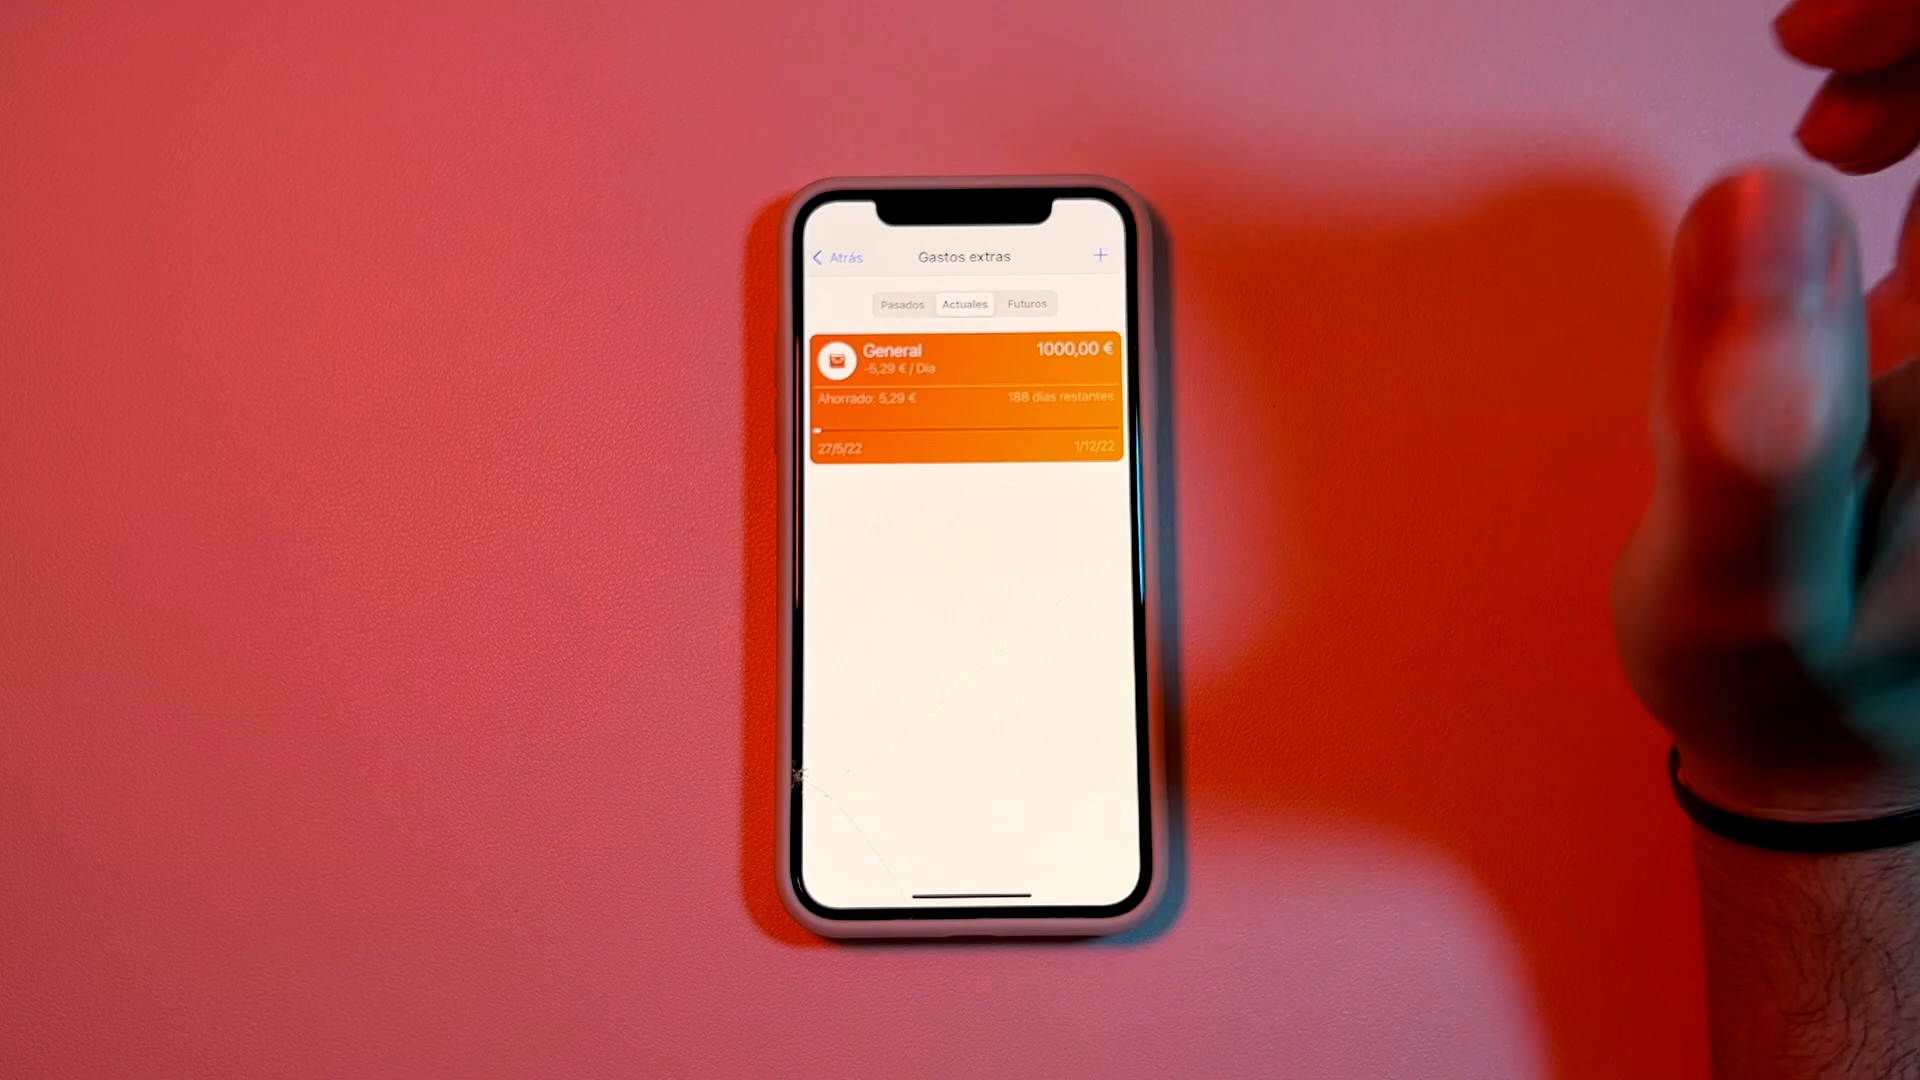 Atrás Gastos extras +
Pasados Actuales Futuros
General 1000,00 €
-5,29 € / Día
Ahorrado: 5,29 € 188 días restantes
27/5/22 1/12/22